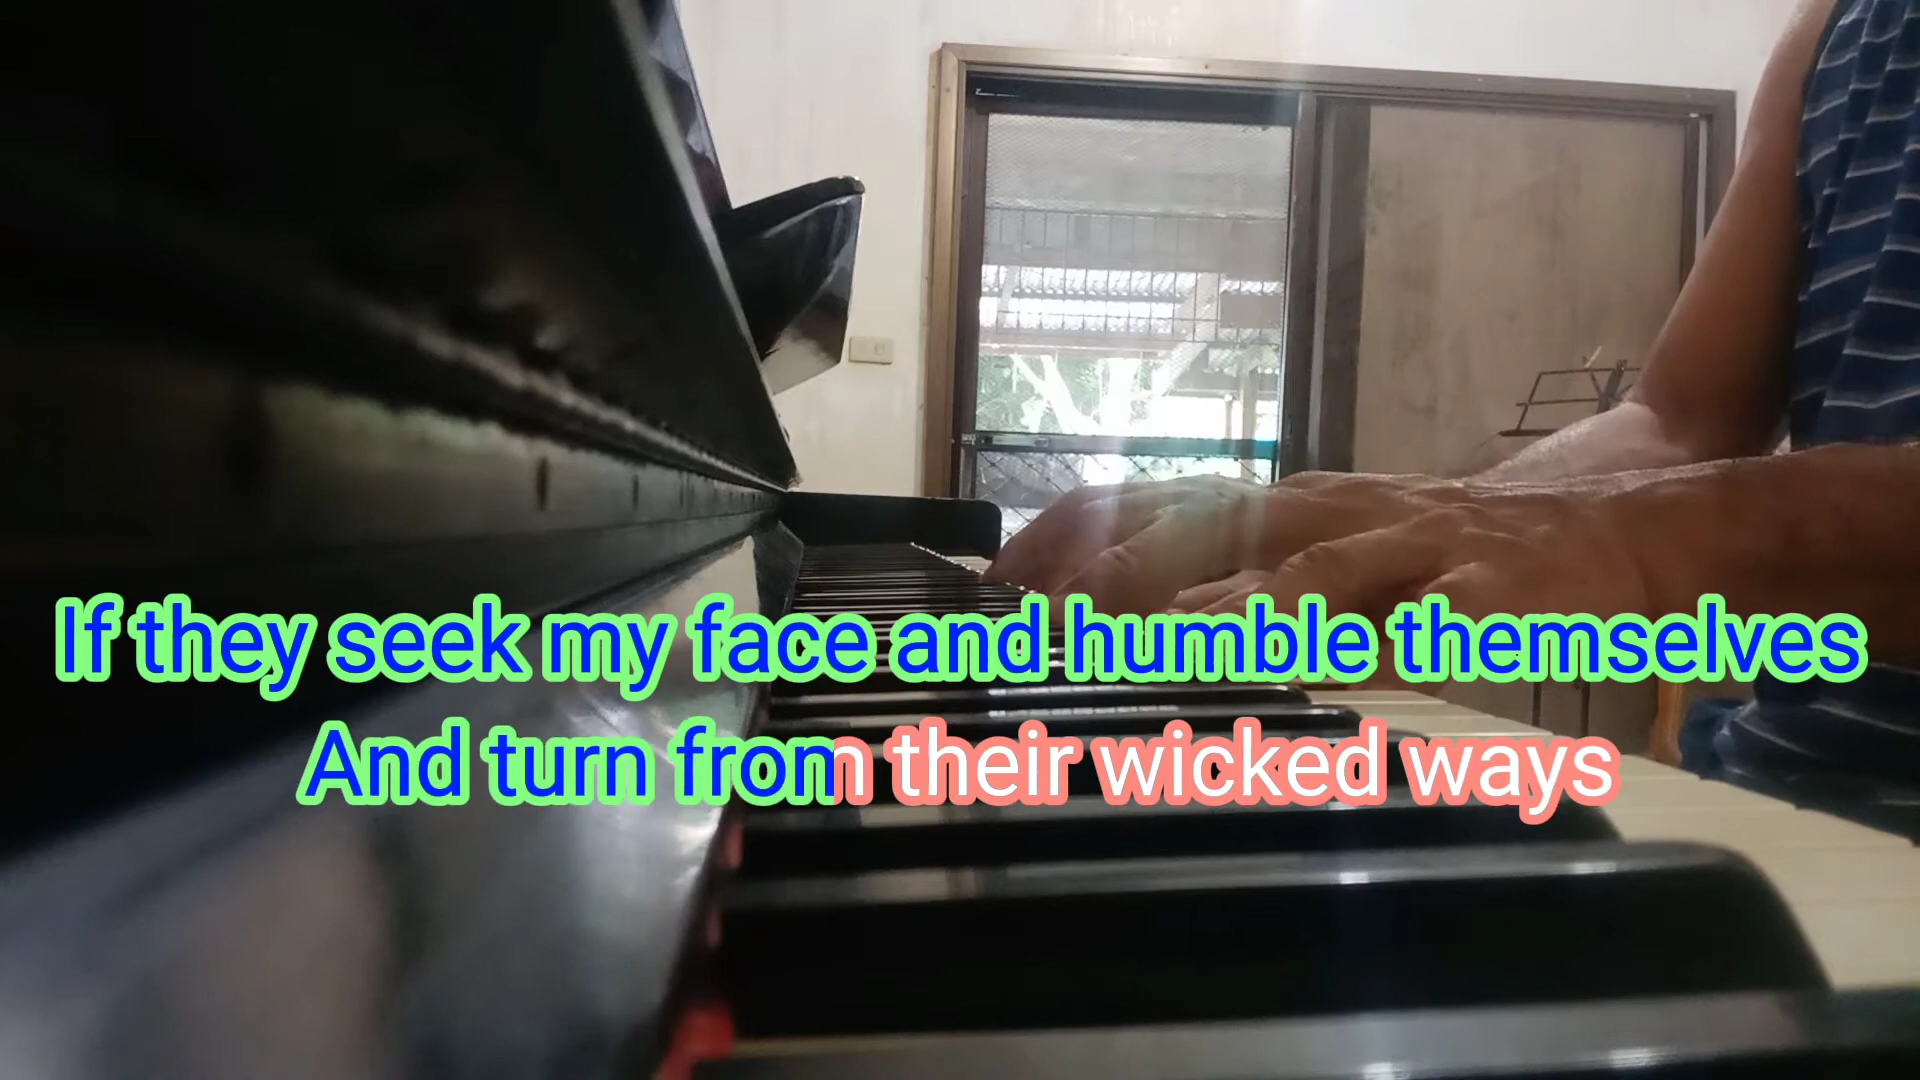 If they seek my face and humble themselves
And turn from their wicked ways